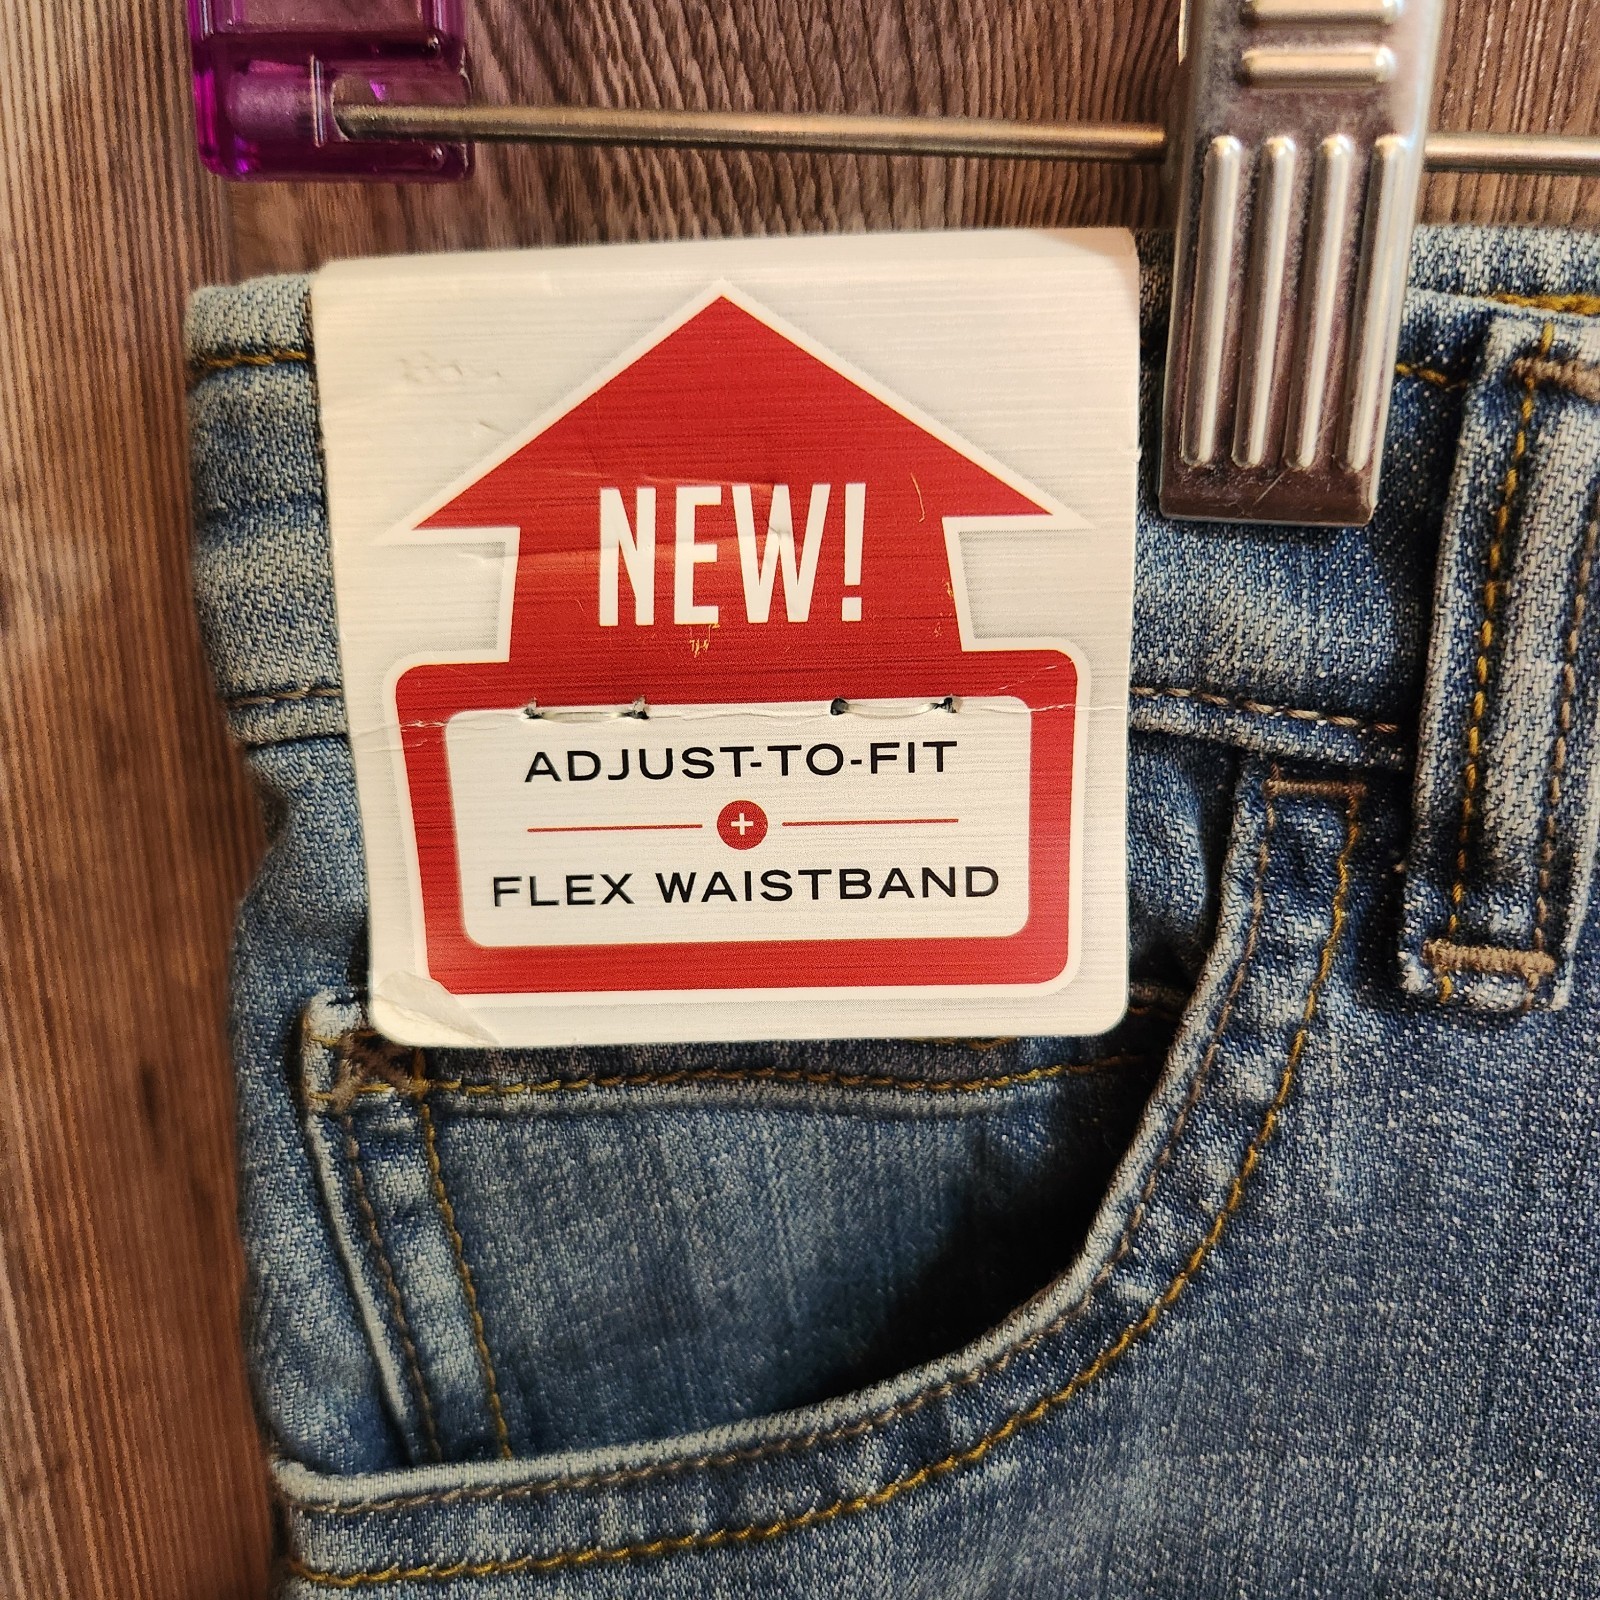 NEW!
ADJUST-TO-FIT
+
FLEX WAISTBAND